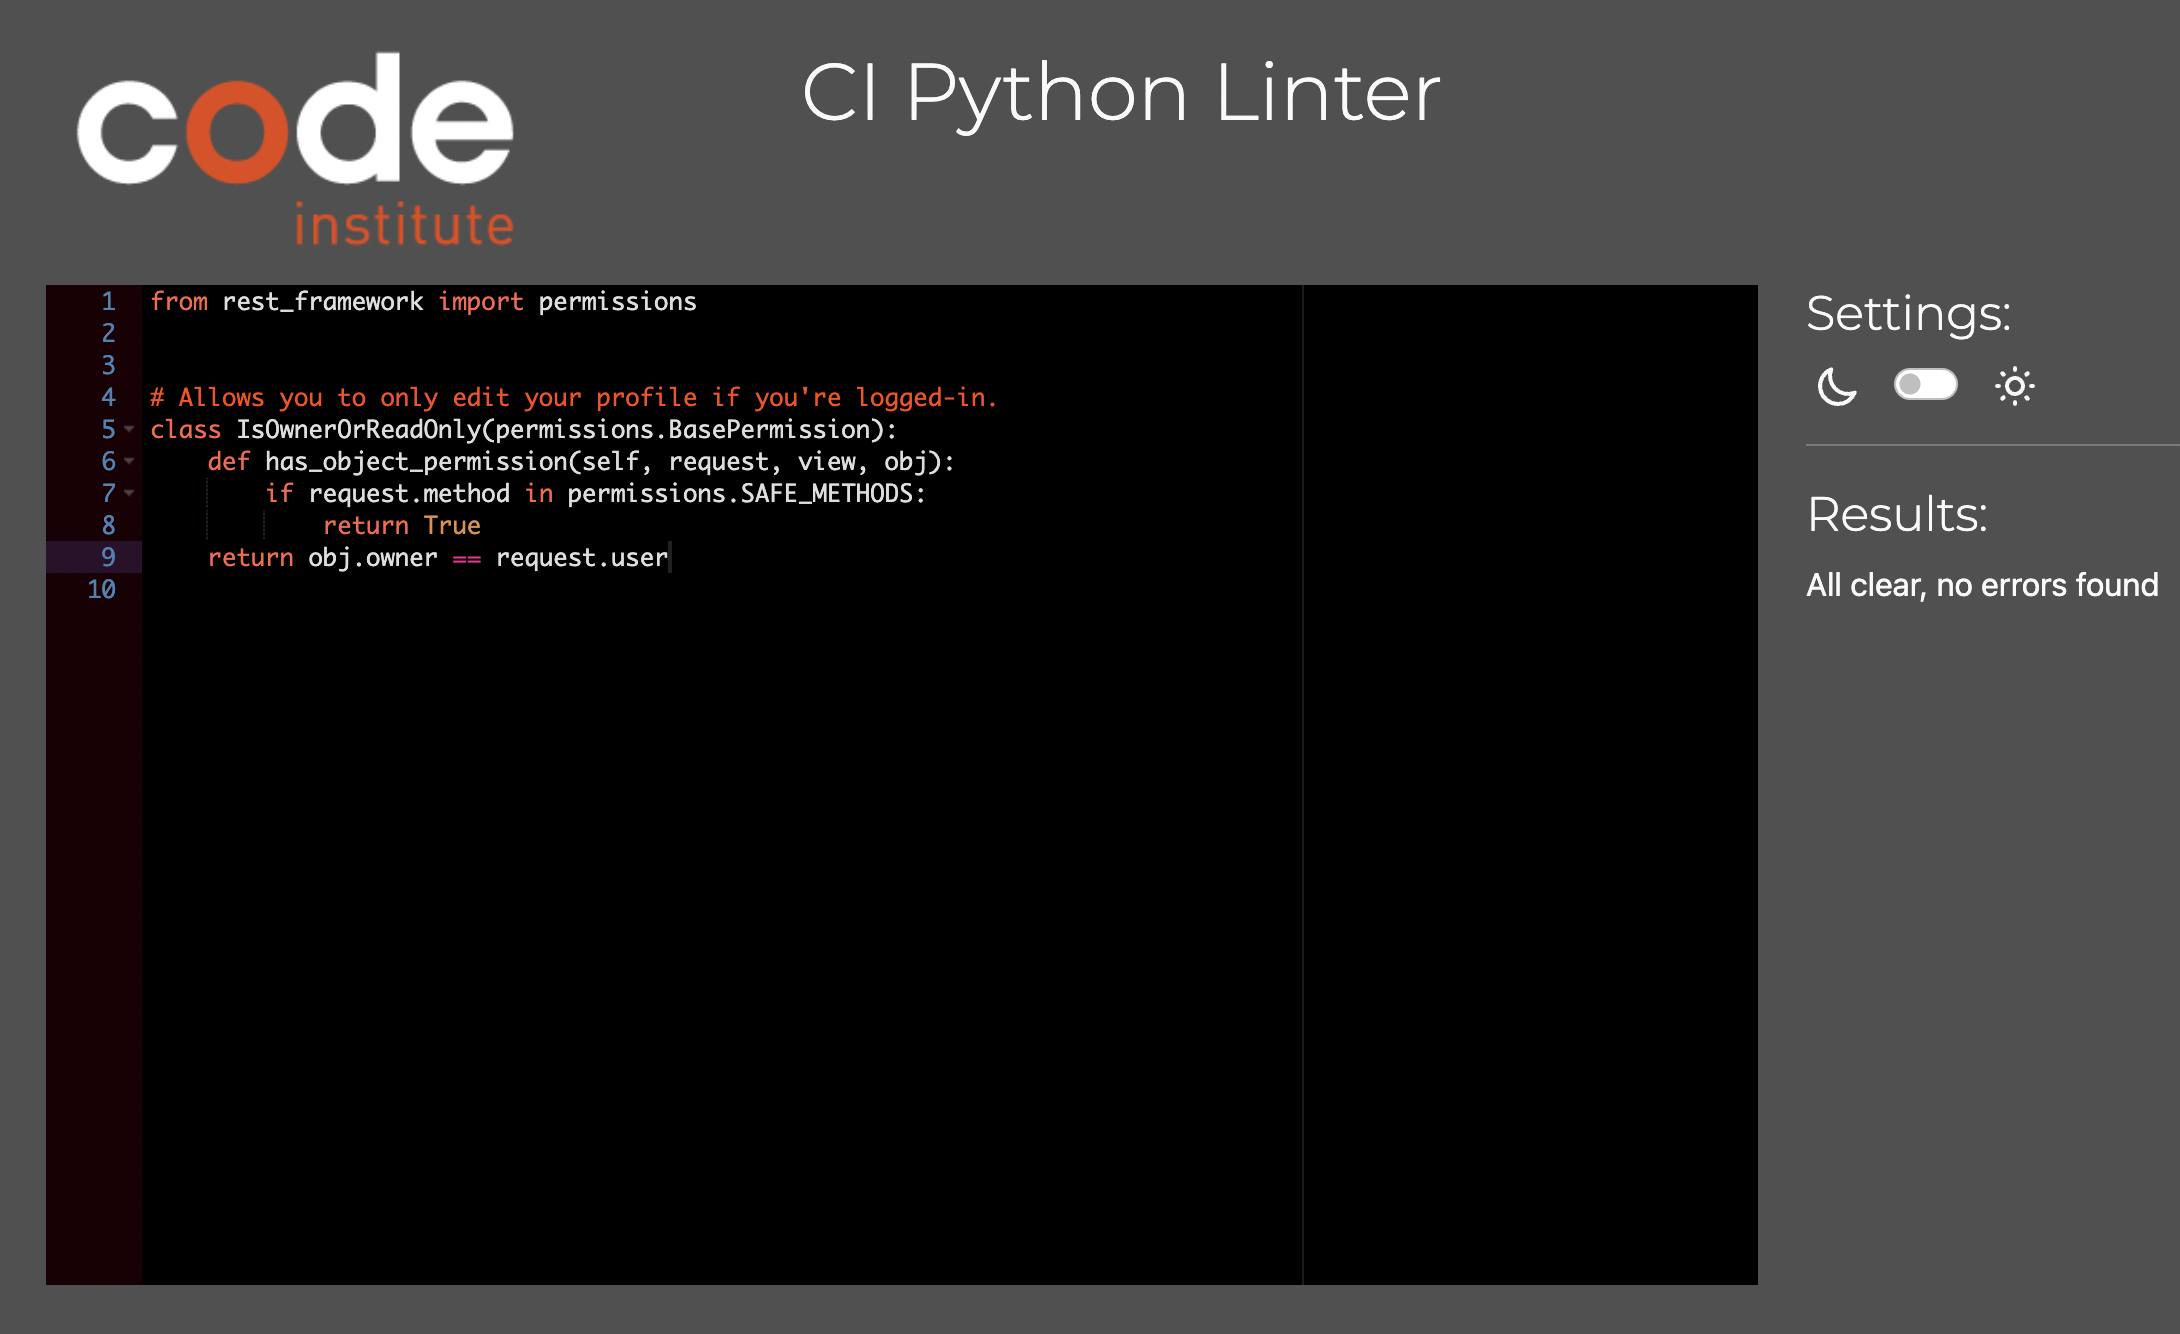 code
institute
CI Python Linter
1 from rest_framework import permissions
2
3
4 # Allows you to only edit your profile if you're logged-in.
5 class IsOwnerOrReadOnly(permissions.BasePermission):
6     def has_object_permission(self, request, view, obj):
7         if request.method in permissions.SAFE_METHODS:
8             return True
9     return obj.owner == request.user
10
Settings:
Results:
All clear, no errors found